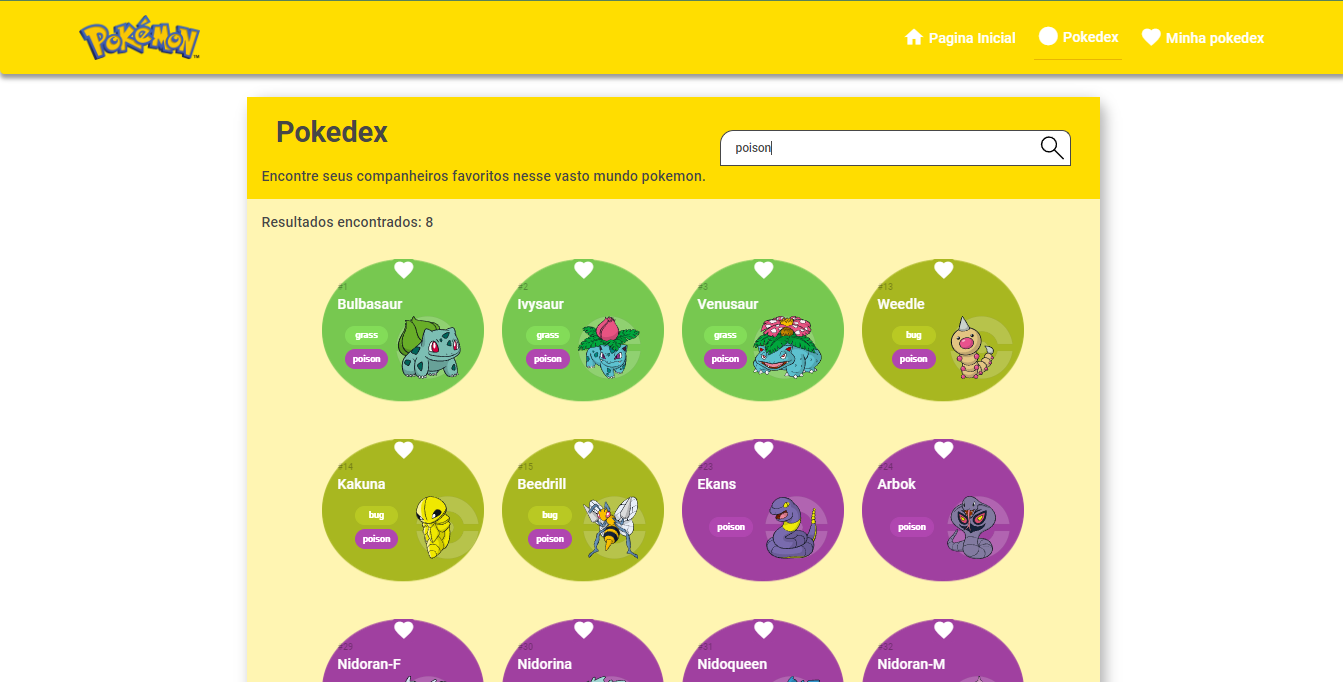 POKéMON
TM
Pagina Inicial
Pokedex
Minha pokedex
Pokedex
poison
Encontre seus companheiros favoritos nesse vasto mundo pokemon.
Resultados encontrados: 8
#1
Bulbasaur
grass
poison
#2
Ivysaur
grass
poison
#3
Venusaur
grass
poison
#13
Weedle
bug
poison
#14
Kakuna
bug
poison
#15
Beedrill
bug
poison
#23
Ekans
poison
#24
Arbok
poison
#29
Nidoran-F
#30
Nidorina
#31
Nidoqueen
#32
Nidoran-M